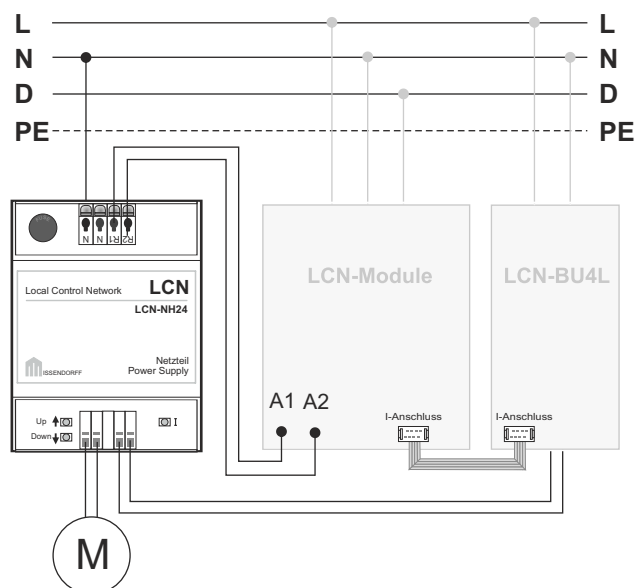 L L
N N
D D
PE PE
N N R1 R2
Local Control Network LCN
LCN-NH24
ISSENDORFF
Netzteil
Power Supply
Up
Down
I
LCN-Module
A1 A2
I-Anschluss
LCN-BU4L
I-Anschluss
M